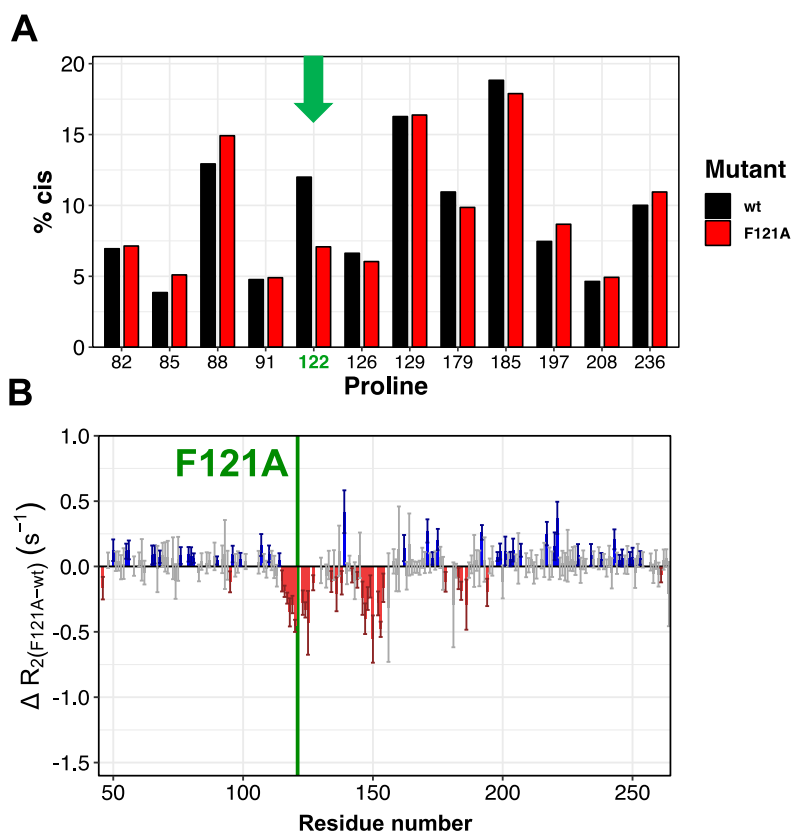 A
20
15
10
5
0
% cis
82 85 88 91 122 126 129 179 185 197 208 236
Proline
Mutant
wt
F121A
B
F121A
1.0
0.5
0.0
-0.5
-1.0
-1.5
Δ R2(F121A−wt) (s−1)
50 100 150 200 250
Residue number